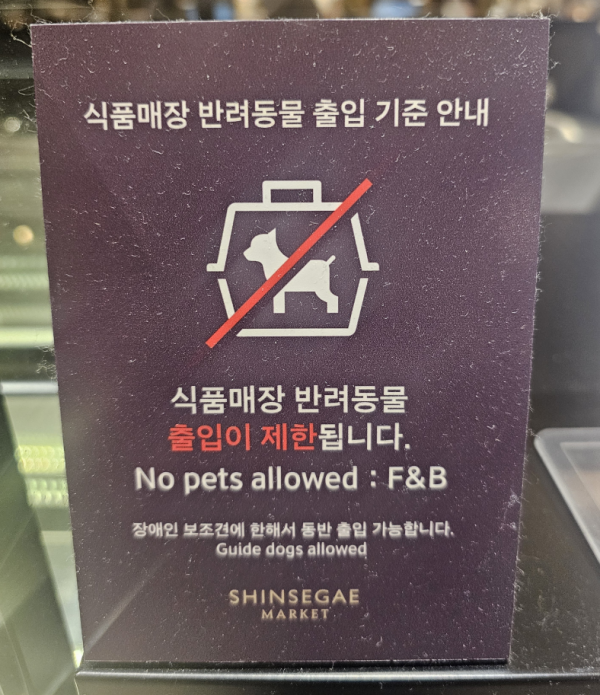 식품매장 반려동물 출입 기준 안내
식품매장 반려동물
출입이 제한됩니다.
No pets allowed : F&B
장애인 보조견에 한해서 동반 출입 가능합니다.
Guide dogs allowed
SHINSEGAE
MARKET